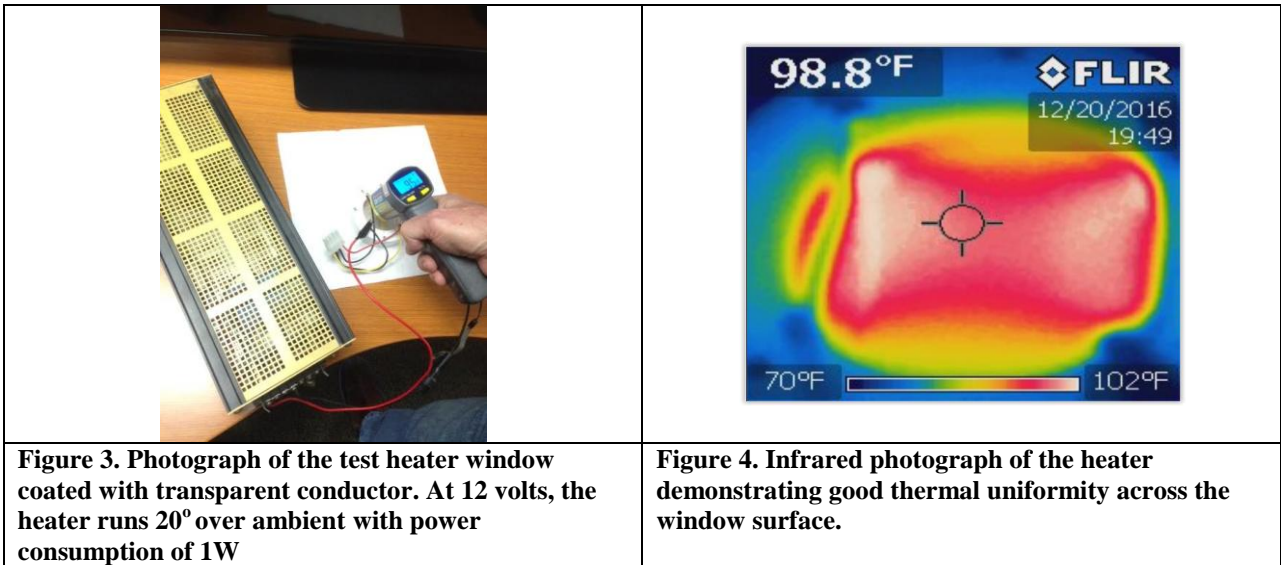 98.8°F
FLIR
12/20/2016
19:49
70°F
102°F
Figure 3. Photograph of the test heater window
coated with transparent conductor. At 12 volts, the
heater runs 20° over ambient with power
consumption of 1W
Figure 4. Infrared photograph of the heater
demonstrating good thermal uniformity across the
window surface.